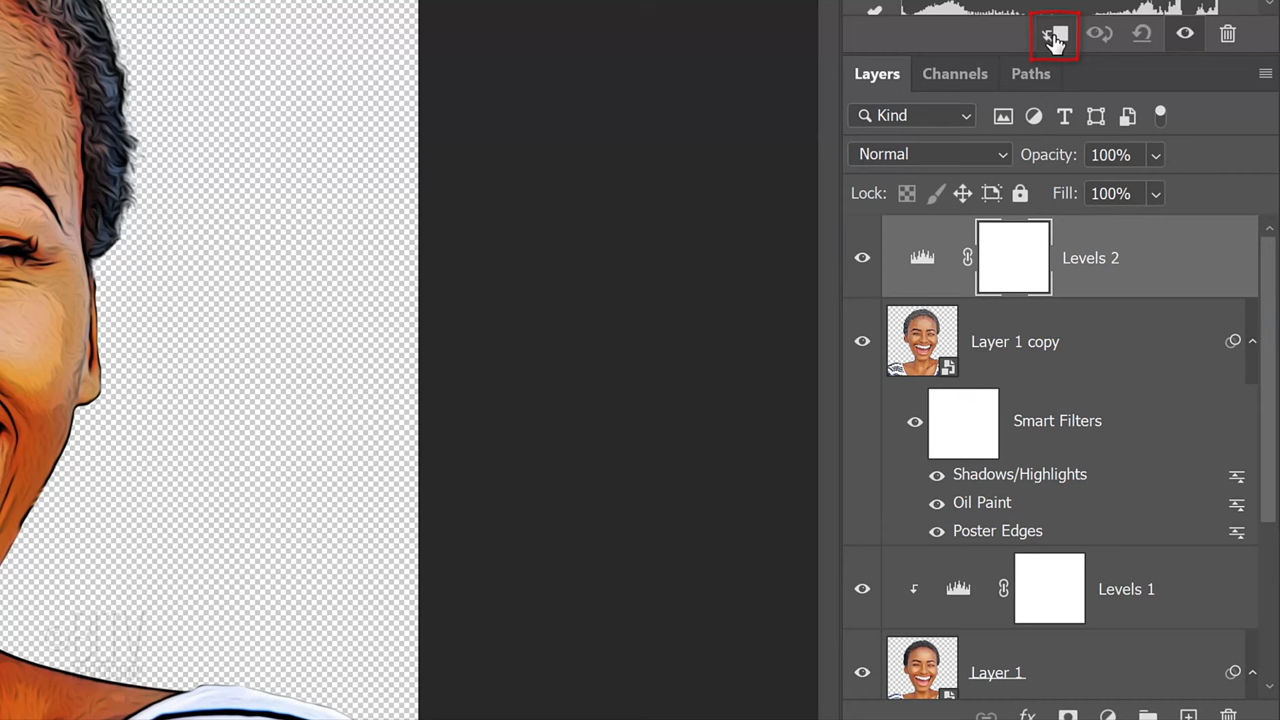 Layers Channels Paths
Kind
Normal Opacity: 100%
Lock: Fill: 100%
Levels 2
Layer 1 copy
Smart Filters
Shadows/Highlights
Oil Paint
Poster Edges
Levels 1
Layer 1
fx